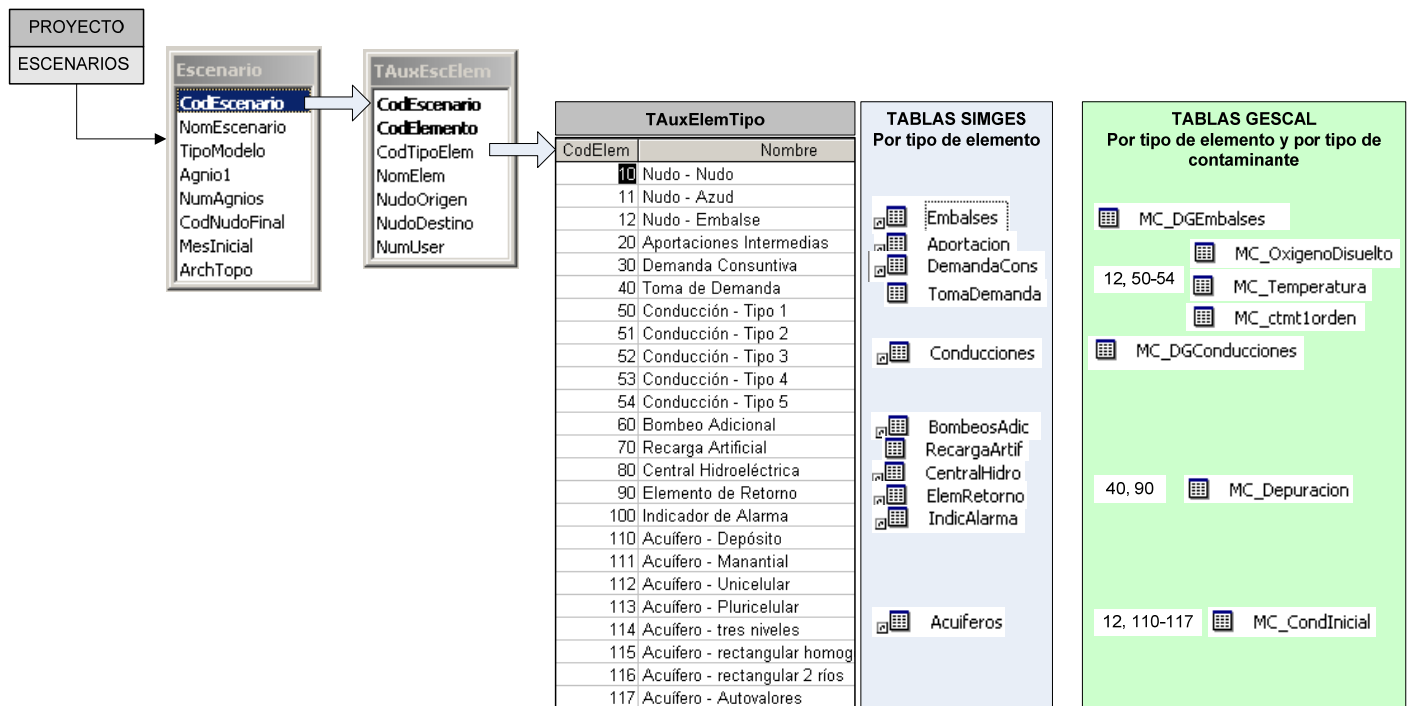 PROYECTO
ESCENARIOS
Escenario
CodEscenario
NomEscenario
TipoModelo
Agnio1
NumAgnios
CodNudoFinal
MesInicial
ArchTopo
TAuxEscElem
CodEscenario
CodElemento
CodTipoElem
NomElem
NudoOrigen
NudoDestino
NumUser
TAuxElemTipo
CodElem Nombre
10 Nudo - Nudo
11 Nudo - Azud
12 Nudo - Embalse
20 Aportaciones Intermedias
30 Demanda Consuntiva
40 Toma de Demanda
50 Conducción - Tipo 1
51 Conducción - Tipo 2
52 Conducción - Tipo 3
53 Conducción - Tipo 4
54 Conducción - Tipo 5
60 Bombeo Adicional
70 Recarga Artificial
80 Central Hidroeléctrica
90 Elemento de Retorno
100 Indicador de Alarma
110 Acuífero - Depósito
111 Acuífero - Manantial
112 Acuífero - Unicelular
113 Acuífero - Pluricelular
114 Acuífero - tres niveles
115 Acuifero - rectangular homog
116 Acuífero - rectangular 2 ríos
117 Acuífero - Autovalores
TABLAS SIMGES
Por tipo de elemento
Embalses
Aportacion
DemandaCons
TomaDemanda
Conducciones
BombeosAdic
RecargaArtif
CentralHidro
ElemRetorno
IndicAlarma
Acuiferos
TABLAS GESCAL
Por tipo de elemento y por tipo de
contaminante
MC_DGEmbalses
MC_OxigenoDisuelto
12, 50-54
MC_Temperatura
MC_ctmt1orden
MC_DGConducciones
40, 90
MC_Depuracion
12, 110-117
MC_CondInicial